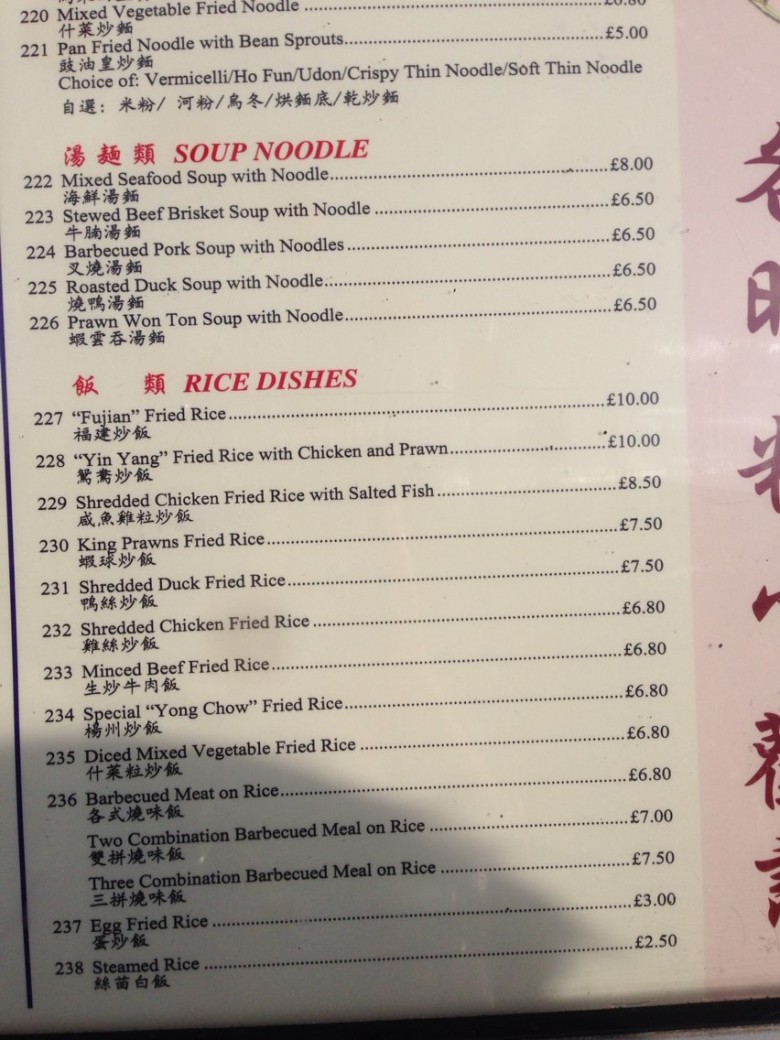 220 Mixed Vegetable Fried Noodle
什菜炒麵
221 Pan Fried Noodle with Bean Sprouts £5.00
豉油皇炒麵
Choice of: Vermicelli/Ho Fun/Udon/Crispy Thin Noodle/Soft Thin Noodle
自選: 米粉/ 河粉/烏冬/烘麵底/乾炒麵
湯麵類 SOUP NOODLE
222 Mixed Seafood Soup with Noodle £8.00
海鮮湯麵
223 Stewed Beef Brisket Soup with Noodle £6.50
牛腩湯麵
224 Barbecued Pork Soup with Noodles £6.50
叉燒湯麵
225 Roasted Duck Soup with Noodle £6.50
燒鴨湯麵
226 Prawn Won Ton Soup with Noodle £6.50
蝦雲吞湯麵
飯 類 RICE DISHES
227 “Fujian” Fried Rice £10.00
福建炒飯
228 “Yin Yang” Fried Rice with Chicken and Prawn £10.00
鴛鴦炒飯
229 Shredded Chicken Fried Rice with Salted Fish £8.50
咸魚雞粒炒飯
230 King Prawns Fried Rice £7.50
蝦球炒飯
231 Shredded Duck Fried Rice £7.50
鴨絲炒飯
232 Shredded Chicken Fried Rice £6.80
雞絲炒飯
233 Minced Beef Fried Rice £6.80
生炒牛肉飯
234 Special “Yong Chow” Fried Rice £6.80
楊州炒飯
235 Diced Mixed Vegetable Fried Rice £6.80
什菜粒炒飯
236 Barbecued Meat on Rice £6.80
各式燒味飯
Two Combination Barbecued Meal on Rice £7.00
雙拼燒味飯
Three Combination Barbecued Meal on Rice £7.50
三拼燒味飯
237 Egg Fried Rice £3.00
蛋炒飯
238 Steamed Rice £2.50
絲苗白飯